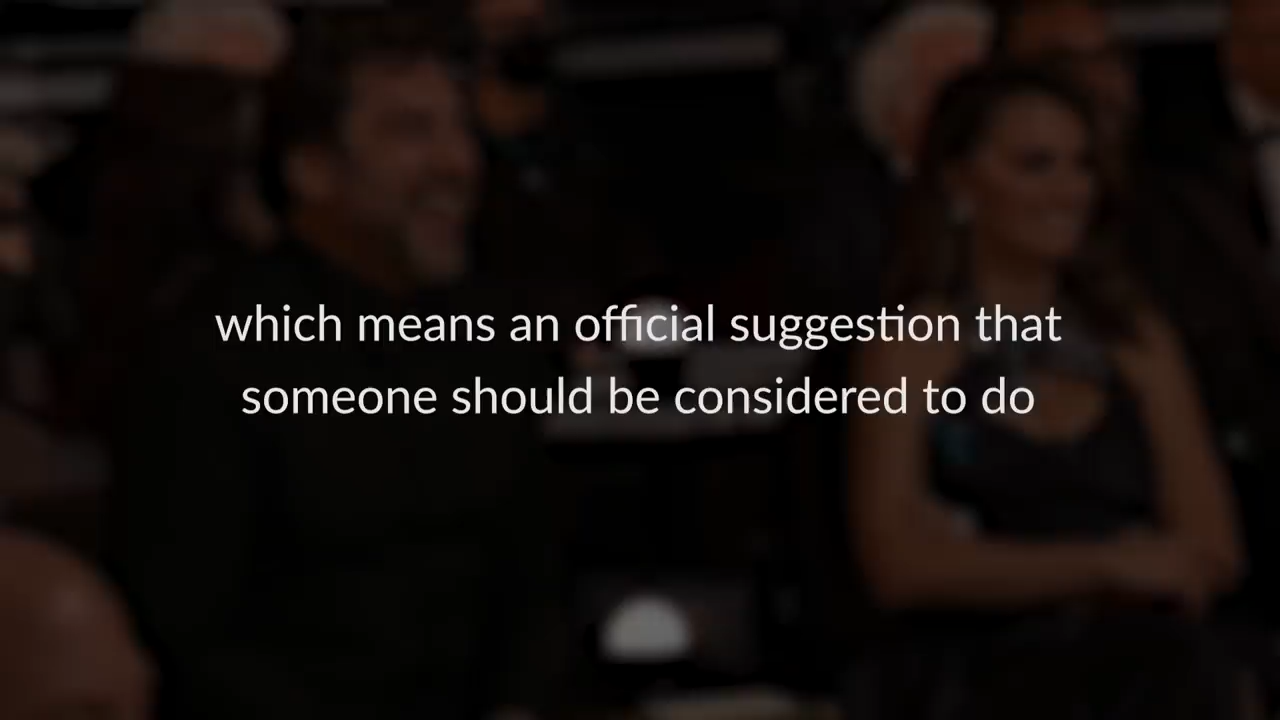 which means an official suggestion that
someone should be considered to do